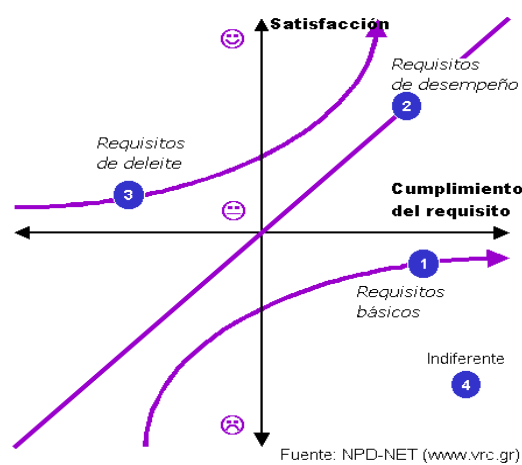 Satisfacción
Requisitos
de desempeño
2
Requisitos
de deleite
3
Cumplimiento
del requisito
1
Requisitos
básicos
Indiferente
4
Fuente: NPD-NET (www.vrc.gr)